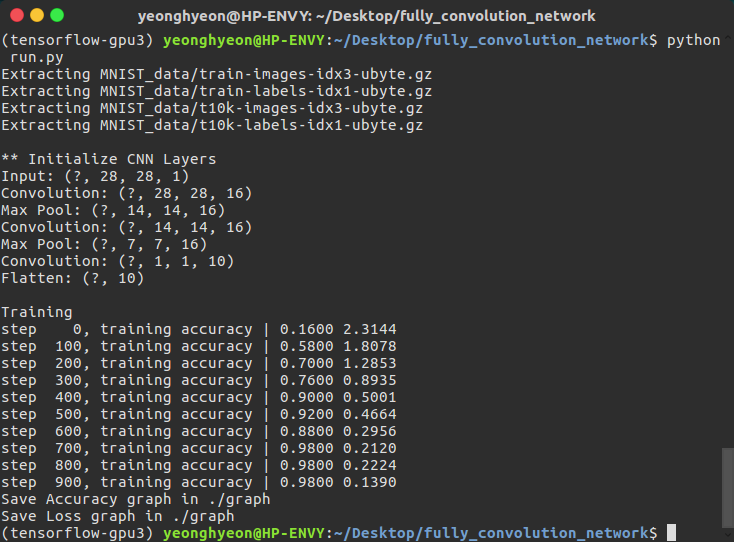 yeonghyeon@HP-ENVY: ~/Desktop/fully_convolution_network
(tensorflow-gpu3) yeonghyeon@HP-ENVY:~/Desktop/fully_convolution_network$ python
 run.py
Extracting MNIST_data/train-images-idx3-ubyte.gz
Extracting MNIST_data/train-labels-idx1-ubyte.gz
Extracting MNIST_data/t10k-images-idx3-ubyte.gz
Extracting MNIST_data/t10k-labels-idx1-ubyte.gz

** Initialize CNN Layers
Input: (?, 28, 28, 1)
Convolution: (?, 28, 28, 16)
Max Pool: (?, 14, 14, 16)
Convolution: (?, 14, 14, 16)
Max Pool: (?, 7, 7, 16)
Convolution: (?, 1, 1, 10)
Flatten: (?, 10)

Training
step    0, training accuracy | 0.1600 2.3144
step  100, training accuracy | 0.5800 1.8078
step  200, training accuracy | 0.7000 1.2853
step  300, training accuracy | 0.7600 0.8935
step  400, training accuracy | 0.9000 0.5001
step  500, training accuracy | 0.9200 0.4664
step  600, training accuracy | 0.8800 0.2956
step  700, training accuracy | 0.9800 0.2120
step  800, training accuracy | 0.9800 0.2224
step  900, training accuracy | 0.9800 0.1390
Save Accuracy graph in ./graph
Save Loss graph in ./graph
(tensorflow-gpu3) yeonghyeon@HP-ENVY:~/Desktop/fully_convolution_network$